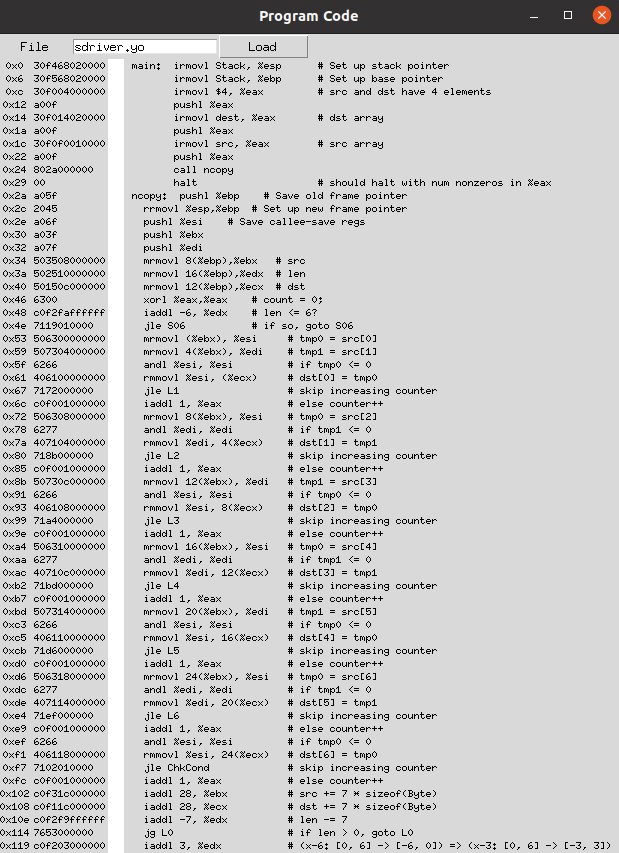 Program Code
File sdriver.yo Load
0x0 30f468020000 main: irmovl Stack, %esp # Set up stack pointer
0x6 30f568020000 irmovl Stack, %ebp # Set up base pointer
0xc 30f004000000 irmovl $4, %eax # src and dst have 4 elements
0x12 a00f pushl %eax
0x14 30f014020000 irmovl dest, %eax # dst array
0x1a a00f pushl %eax
0x1c 30f0f0010000 irmovl src, %eax # src array
0x22 a00f pushl %eax
0x24 802a000000 call ncopy
0x29 00 halt # should halt with num nonzeros in %eax
0x2a a05f ncopy: pushl %ebp # Save old frame pointer
0x2c 2045 rrmovl %esp,%ebp # Set up new frame pointer
0x2e a06f pushl %esi # Save callee-save regs
0x30 a03f pushl %ebx
0x32 a07f pushl %edi
0x34 503508000000 mrmovl 8(%ebp),%ebx # src
0x3a 502510000000 mrmovl 16(%ebp),%edx # len
0x40 50150c000000 mrmovl 12(%ebp),%ecx # dst
0x46 6300 xorl %eax,%eax # count = 0;
0x48 c0f2faffffff iaddl -6, %edx # len <= 6?
0x4e 7119010000 jle S06 # if so, goto S06
0x53 506300000000 mrmovl (%ebx), %esi # tmp0 = src[0]
0x59 507304000000 mrmovl 4(%ebx), %edi # tmp1 = src[1]
0x5f 6266 andl %esi, %esi # if tmp0 <= 0
0x61 406100000000 rmmovl %esi, (%ecx) # dst[0] = tmp0
0x67 7172000000 jle L1 # skip increasing counter
0x6c c0f001000000 iaddl 1, %eax # else counter++
0x72 506308000000 mrmovl 8(%ebx), %esi # tmp0 = src[2]
0x78 6277 andl %edi, %edi # if tmp1 <= 0
0x7a 407104000000 rmmovl %edi, 4(%ecx) # dst[1] = tmp1
0x80 718b000000 jle L2 # skip increasing counter
0x85 c0f001000000 iaddl 1, %eax # else counter++
0x8b 50730c000000 mrmovl 12(%ebx), %edi # tmp1 = src[3]
0x91 6266 andl %esi, %esi # if tmp0 <= 0
0x93 406108000000 rmmovl %esi, 8(%ecx) # dst[2] = tmp0
0x99 71a4000000 jle L3 # skip increasing counter
0x9e c0f001000000 iaddl 1, %eax # else counter++
0xa4 506310000000 mrmovl 16(%ebx), %esi # tmp0 = src[4]
0xaa 6277 andl %edi, %edi # if tmp1 <= 0
0xac 40710c000000 rmmovl %edi, 12(%ecx) # dst[3] = tmp1
0xb2 71bd000000 jle L4 # skip increasing counter
0xb7 c0f001000000 iaddl 1, %eax # else counter++
0xbd 507314000000 mrmovl 20(%ebx), %edi # tmp1 = src[5]
0xc3 6266 andl %esi, %esi # if tmp0 <= 0
0xc5 406110000000 rmmovl %esi, 16(%ecx) # dst[4] = tmp0
0xcb 71d6000000 jle L5 # skip increasing counter
0xd0 c0f001000000 iaddl 1, %eax # else counter++
0xd6 506318000000 mrmovl 24(%ebx), %esi # tmp0 = src[6]
0xdc 6277 andl %edi, %edi # if tmp1 <= 0
0xde 407114000000 rmmovl %edi, 20(%ecx) # dst[5] = tmp1
0xe4 71ef000000 jle L6 # skip increasing counter
0xe9 c0f001000000 iaddl 1, %eax # else counter++
0xef 6266 andl %esi, %esi # if tmp0 <= 0
0xf1 406118000000 rmmovl %esi, 24(%ecx) # dst[6] = tmp0
0xf7 7102010000 jle ChkCond # skip increasing counter
0xfc c0f001000000 iaddl 1, %eax # else counter++
0x102 c0f31c000000 iaddl 28, %ebx # src += 7 * sizeof(Byte)
0x108 c0f11c000000 iaddl 28, %ecx # dst += 7 * sizeof(Byte)
0x10e c0f2f9ffffff iaddl -7, %edx # len -= 7
0x114 7653000000 jg L0 # if len > 0, goto L0
0x119 c0f203000000 iaddl 3, %edx # (x-6: [0, 6] -> [-6, 0]) => (x-3: [0, 6] -> [-3, 3])